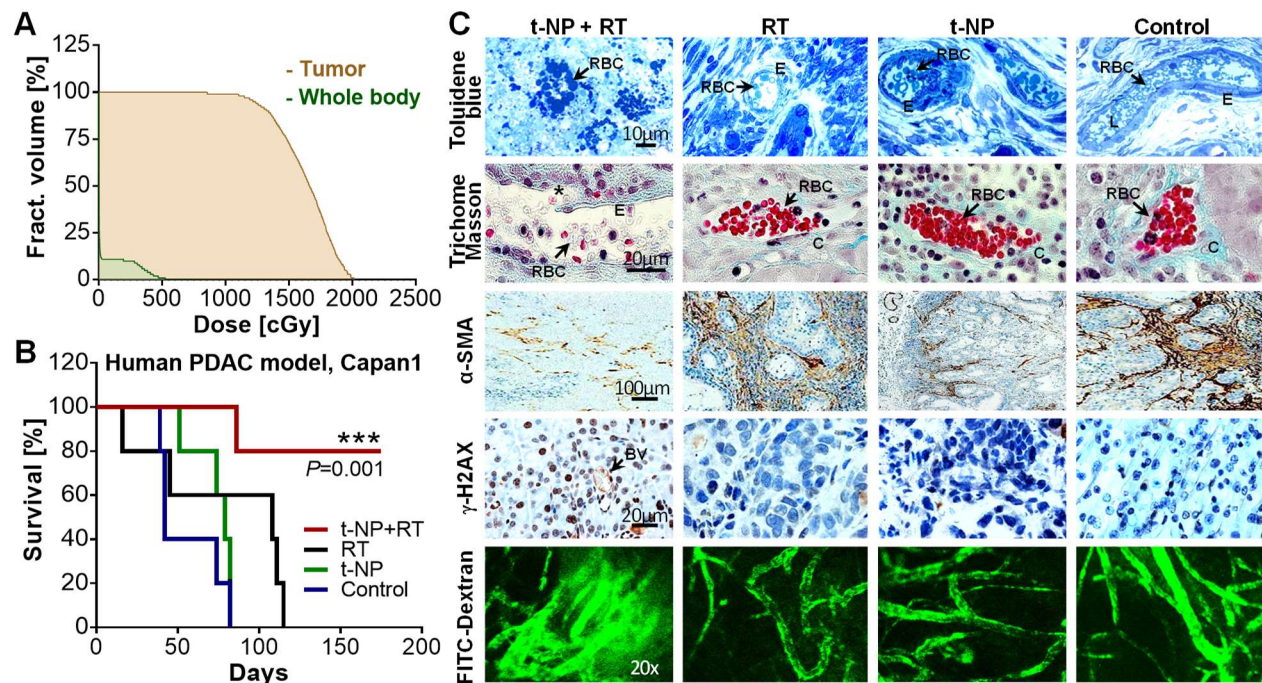 A
125
100
75
50
25
0
Fract. volume [%]
- Tumor
- Whole body
0 500 1000 1500 2000 2500
Dose [cGy]
B
120
100
80
60
40
20
0
Survival [%]
Human PDAC model, Capan1
***
P=0.001
t-NP+RT
RT
t-NP
Control
0 50 100 150 200
Days
C
t-NP + RT RT t-NP Control
Toluidene
blue
RBC
10µm
E
RBC
RBC
E
RBC
E
L
Trichome
Masson
*
E
RBC
20µm
RBC
C
RBC
C
RBC
C
α-SMA
100µm
γ-H2AX
BV
20µm
FITC-Dextran
20x